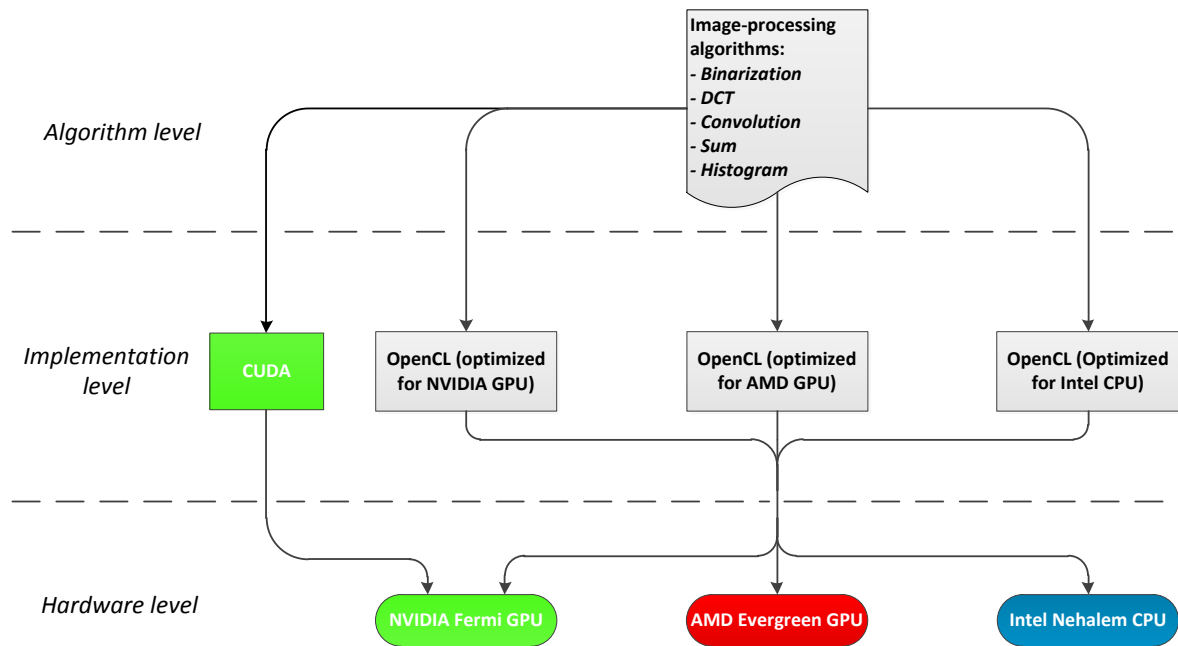 Image-processing
algorithms:
- Binarization
- DCT
- Convolution
- Sum
- Histogram
Algorithm level
Implementation
level
CUDA
OpenCL (optimized
for NVIDIA GPU)
OpenCL (optimized
for AMD GPU)
OpenCL (Optimized
for Intel CPU)
Hardware level
NVIDIA Fermi GPU
AMD Evergreen GPU
Intel Nehalem CPU